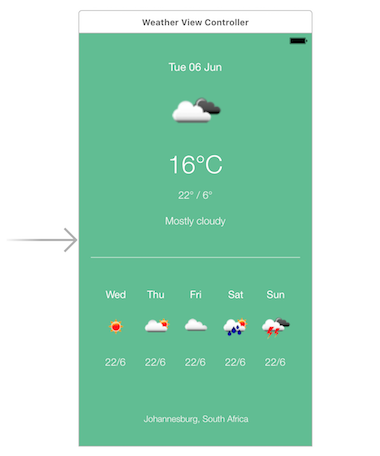 Weather View Controller
Tue 06 Jun
16°C
22° / 6°
Mostly cloudy
Wed Thu Fri Sat Sun
22/6 22/6 22/6 22/6 22/6
Johannesburg, South Africa